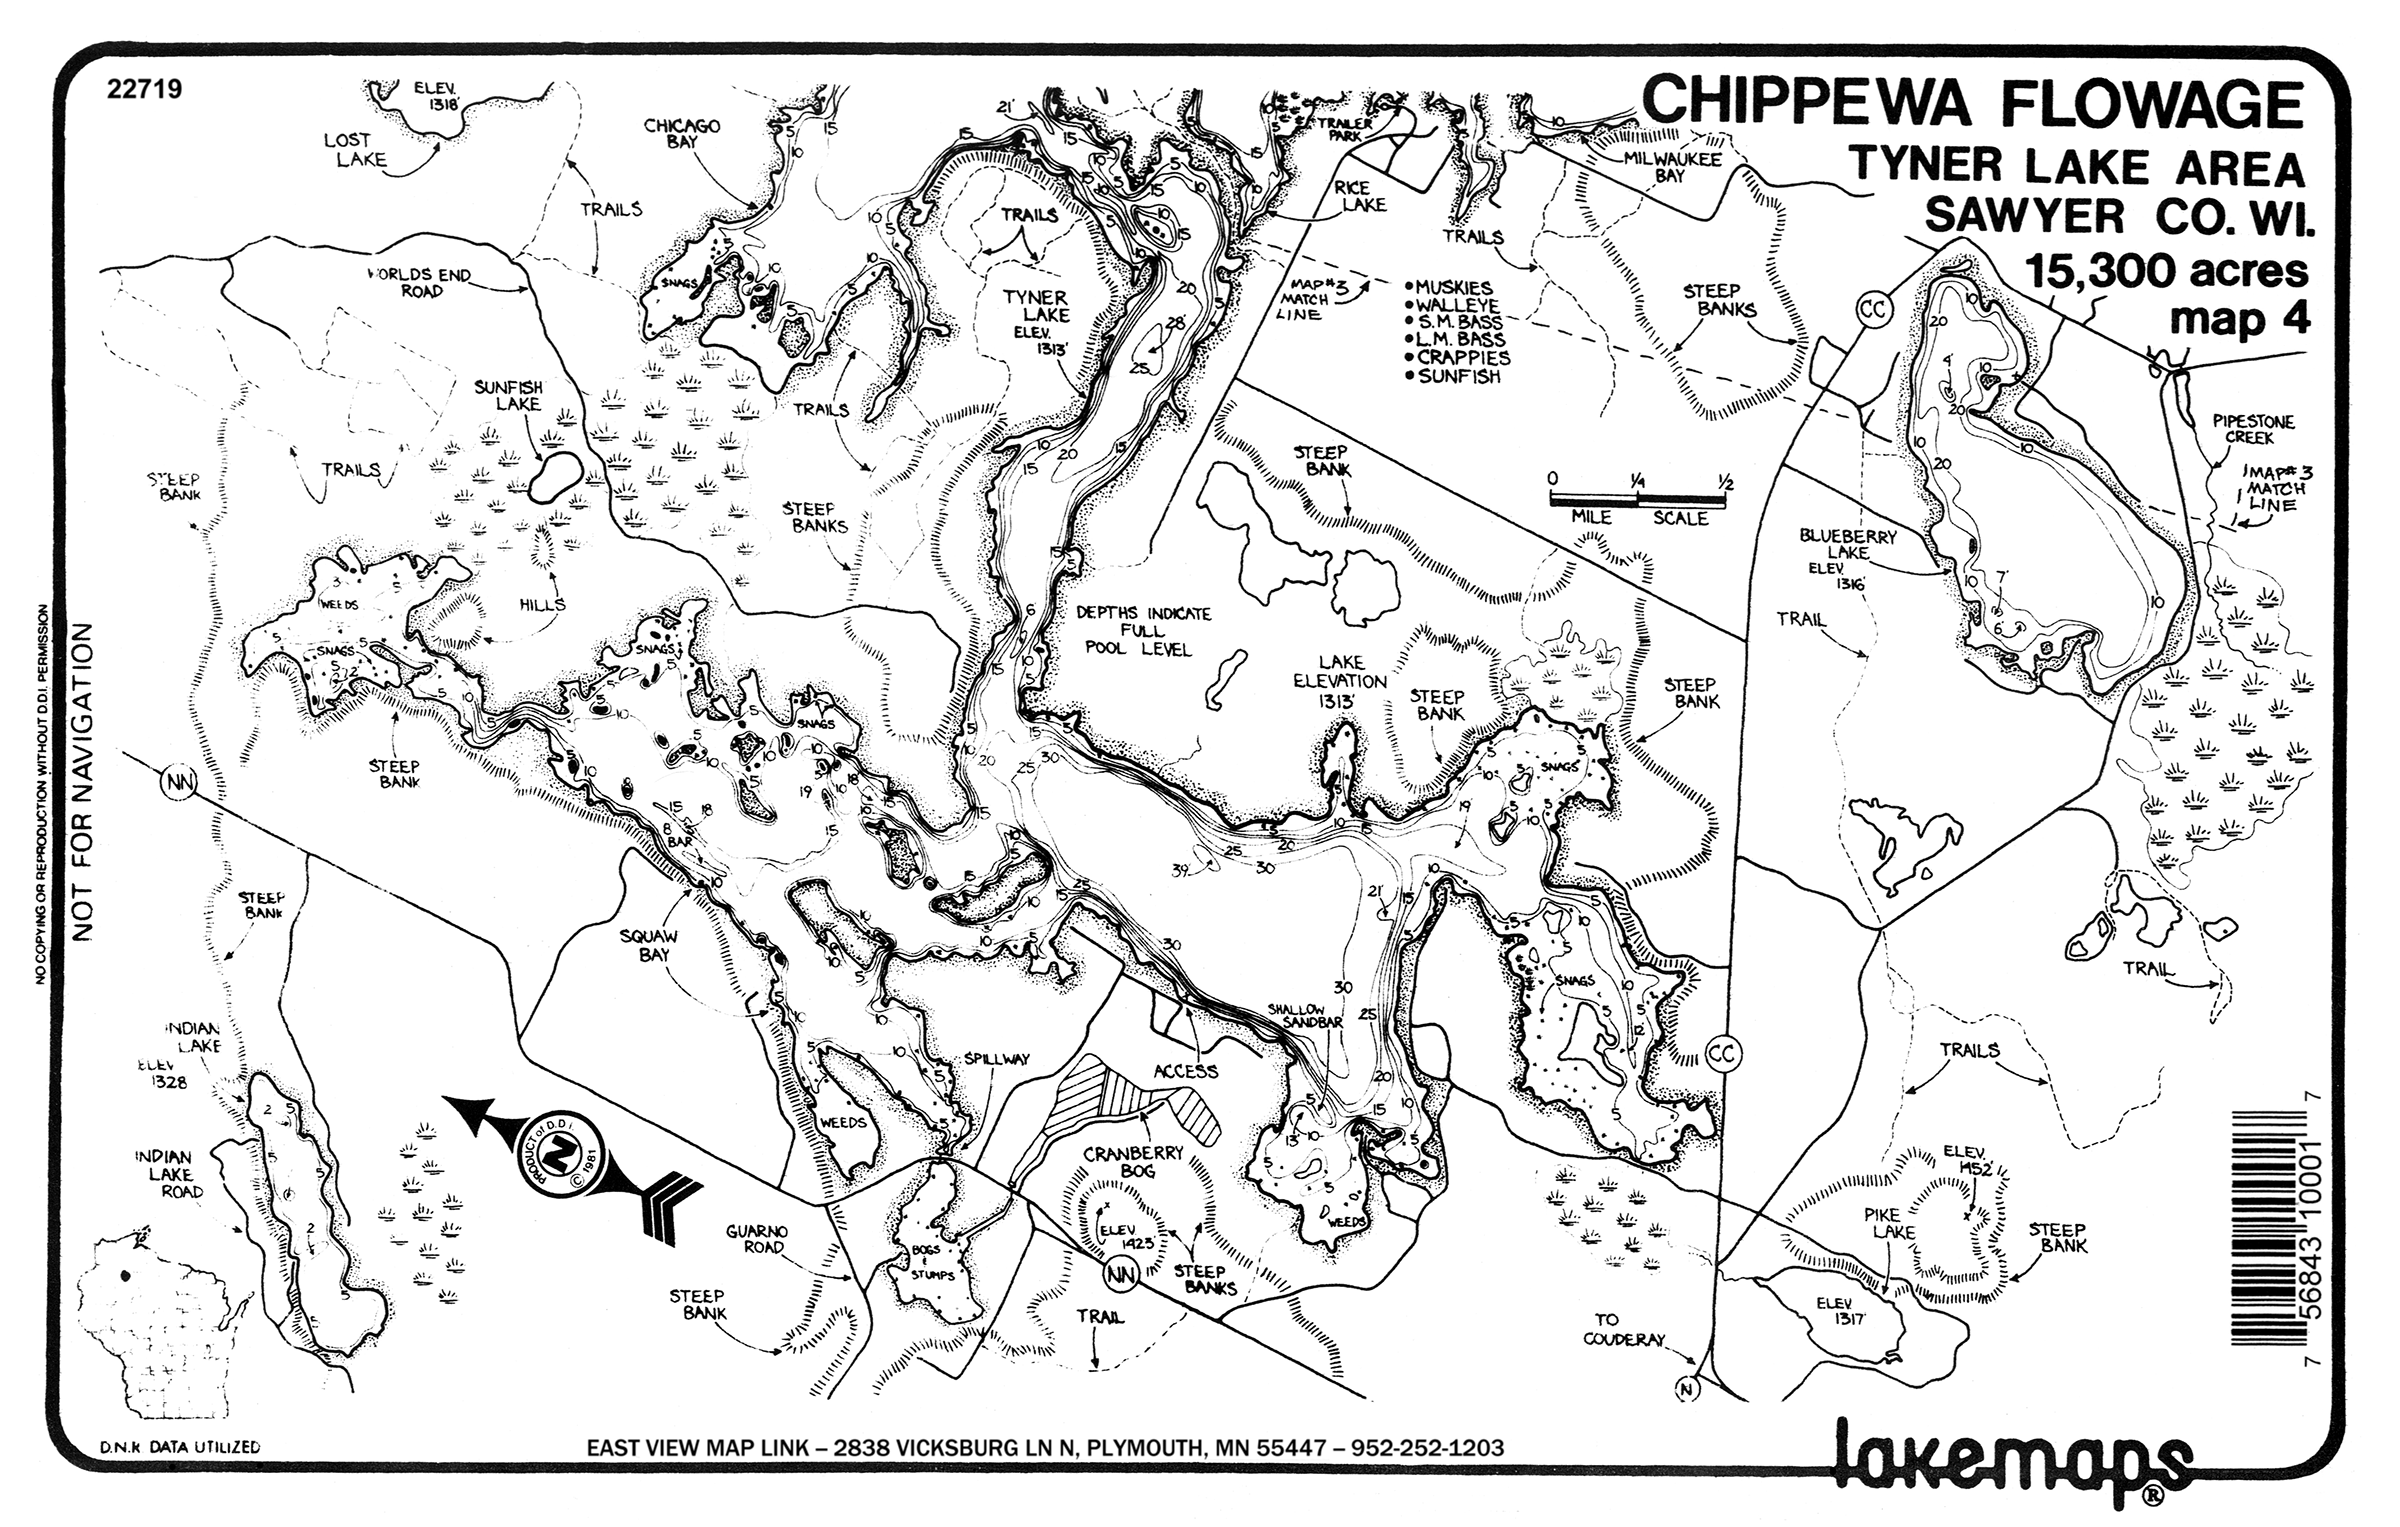 22719
CHIPPEWA FLOWAGE
TYNER LAKE AREA
SAWYER CO. WI.
15,300 acres
map 4
ELEV.
1318'
LOST
LAKE
CHICAGO
BAY
TRAILS
TRAILER
PARK
MILWAUKEE
BAY
RICE
LAKE
TRAILS
TRAILS
WORLDS END
ROAD
SNAGS
TYNER
LAKE
ELEV.
1313'
MAP #3
MATCH
LINE
•MUSKIES
•WALLEYE
•S.M. BASS
•L.M. BASS
•CRAPPIES
•SUNFISH
STEEP
BANKS
CC
SUNFISH
LAKE
TRAILS
TRAILS
STEEP
BANK
STEEP
BANKS
STEEP
BANK
0 1/4 1/2
MILE SCALE
PIPESTONE
CREEK
MAP #3
MATCH
LINE
BLUEBERRY
LAKE
ELEV.
1316'
TRAIL
HILLS
WEEDS
SNAGS
SNAGS
SNAGS
DEPTHS INDICATE
FULL
POOL LEVEL
LAKE
ELEVATION
1313'
STEEP
BANK
STEEP
BANK
SNAGS
STEEP
BANK
NN
8
BAR
STEEP
BANK
SQUAW
BAY
SNAGS
SHALLOW
SANDBAR
TRAIL
INDIAN
LAKE
ELEV
1328
SPILLWAY
ACCESS
CC
TRAILS
WEEDS
CRANBERRY
BOG
INDIAN
LAKE
ROAD
PRODUCT of D.D.I.
N
© 1981
GUARNO
ROAD
BOGS
&
STUMPS
ELEV.
1423'
NN
STEEP
BANKS
WEEDS
ELEV.
1452'
PIKE
LAKE
STEEP
BANK
STEEP
BANK
TRAIL
TO
COUDERAY
N
ELEV.
1317'
NO COPYING OR REPRODUCTION WITHOUT D.D.I. PERMISSION
NOT FOR NAVIGATION
7 56843 10001 7
D.N.R. DATA UTILIZED
EAST VIEW MAP LINK – 2838 VICKSBURG LN N, PLYMOUTH, MN 55447 – 952-252-1203
lakemaps®